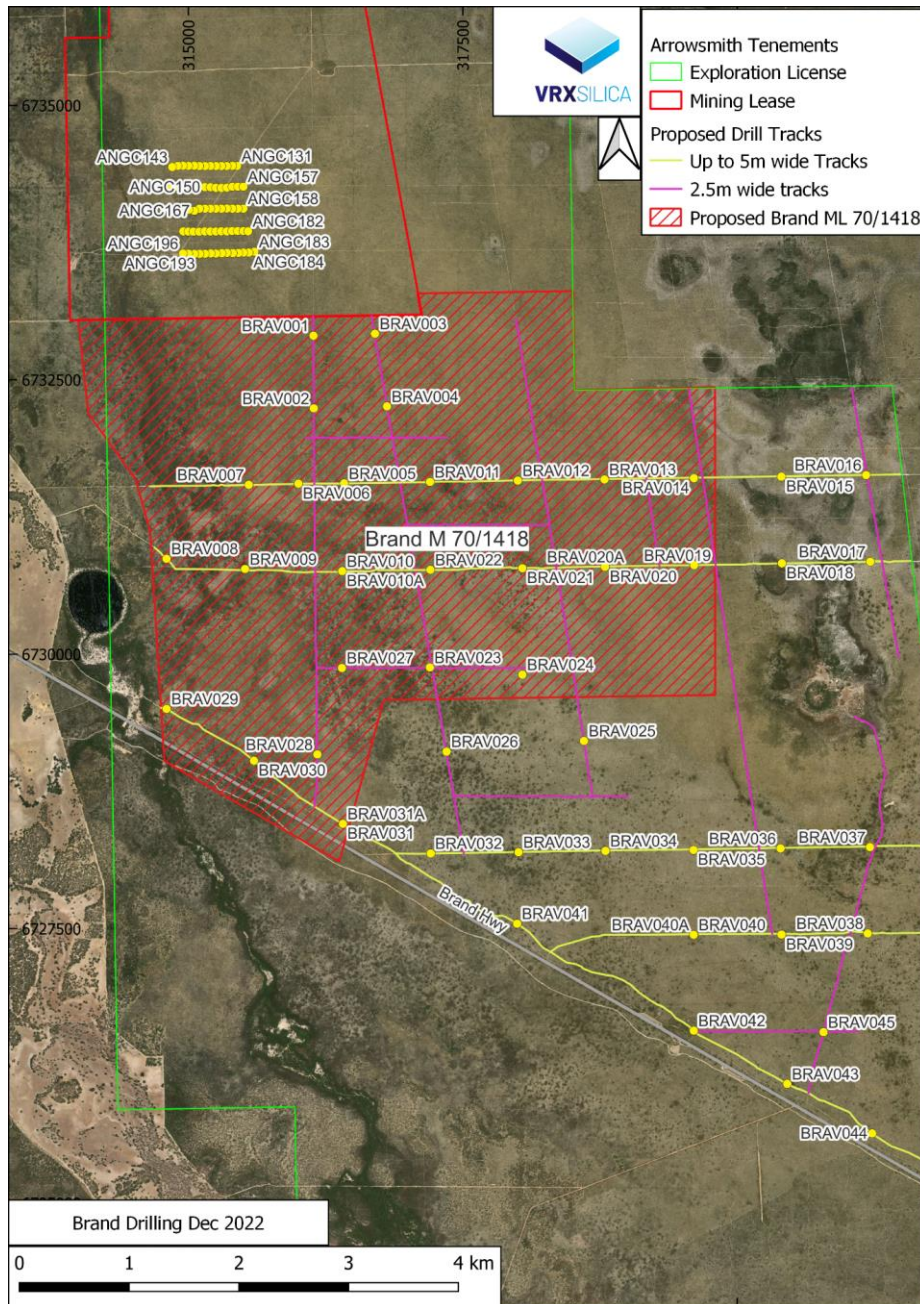 315000
317500
VRXSILICA
Arrowsmith Tenements
Exploration License
Mining Lease
Proposed Drill Tracks
Up to 5m wide Tracks
2.5m wide tracks
Proposed Brand ML 70/1418
6735000
ANGC143
ANGC131
ANGC157
ANGC150
ANGC158
ANGC167
ANGC182
ANGC196
ANGC183
ANGC193
ANGC184
BRAV001
BRAV003
6732500
BRAV002
BRAV004
BRAV007
BRAV005
BRAV011
BRAV012
BRAV013
BRAV016
BRAV006
BRAV014
BRAV015
Brand M 70/1418
BRAV008
BRAV009
BRAV010
BRAV022
BRAV020A
BRAV019
BRAV017
BRAV010A
BRAV021
BRAV020
BRAV018
6730000
BRAV027
BRAV023
BRAV024
BRAV029
BRAV028
BRAV026
BRAV025
BRAV030
BRAV031A
BRAV031
BRAV032
BRAV033
BRAV034
BRAV036
BRAV037
BRAV035
6727500
Brand Hwy
BRAV041
BRAV040A
BRAV040
BRAV038
BRAV039
BRAV042
BRAV045
BRAV043
BRAV044
Brand Drilling Dec 2022
0 1 2 3 4 km